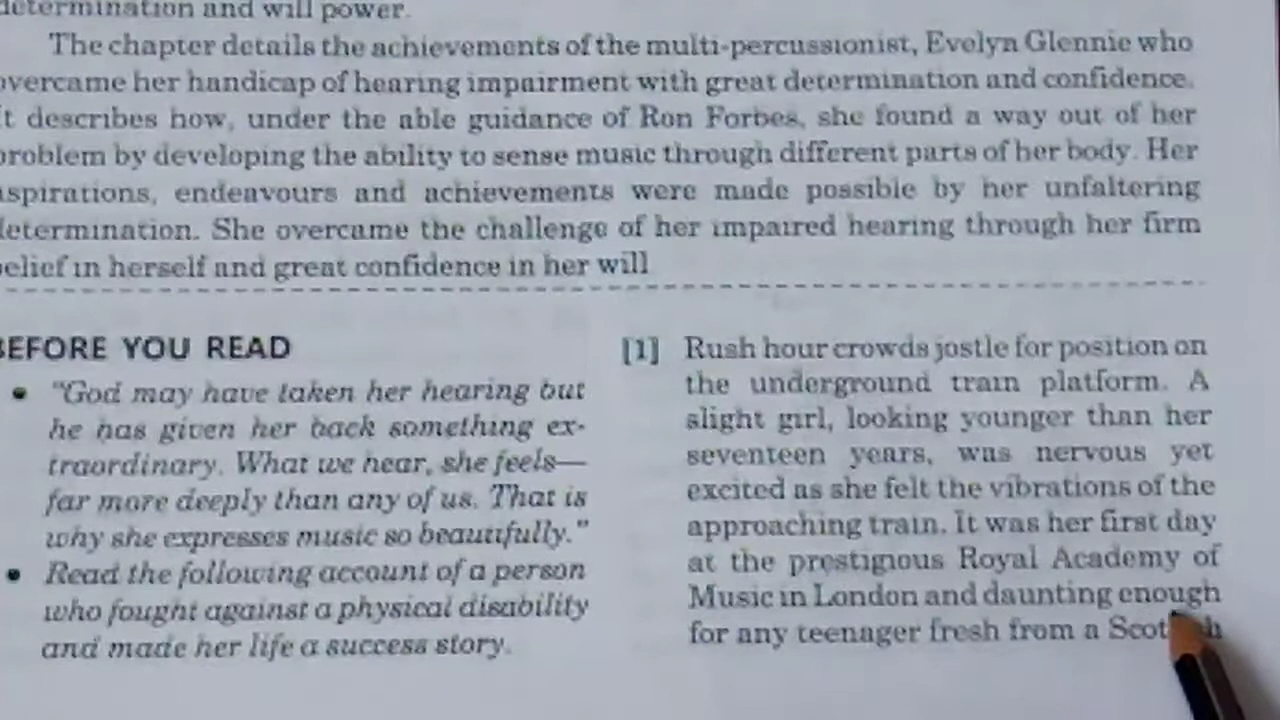 determination and will power.
The chapter details the achievements of the multi-percussionist, Evelyn Glennie who
overcame her handicap of hearing impairment with great determination and confidence.
It describes how, under the able guidance of Ron Forbes, she found a way out of her
problem by developing the ability to sense music through different parts of her body. Her
aspirations, endeavours and achievements were made possible by her unfaltering
determination. She overcame the challenge of her impaired hearing through her firm
belief in herself and great confidence in her will
BEFORE YOU READ
• "God may have taken her hearing but
he has given her back something ex-
traordinary. What we hear, she feels—
far more deeply than any of us. That is
why she expresses music so beautifully."
• Read the following account of a person
who fought against a physical disability
and made her life a success story.
[1] Rush hour crowds jostle for position on
the underground train platform. A
slight girl, looking younger than her
seventeen years, was nervous yet
excited as she felt the vibrations of the
approaching train. It was her first day
at the prestigious Royal Academy of
Music in London and daunting enough
for any teenager fresh from a